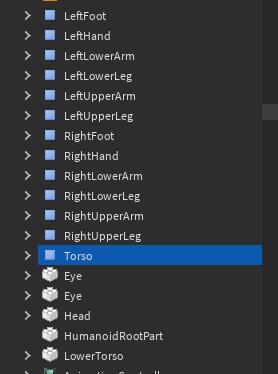 LeftFoot
LeftHand
LeftLowerArm
LeftLowerLeg
LeftUpperArm
LeftUpperLeg
RightFoot
RightHand
RightLowerArm
RightLowerLeg
RightUpperArm
RightUpperLeg
Torso
Eye
Eye
Head
HumanoidRootPart
LowerTorso